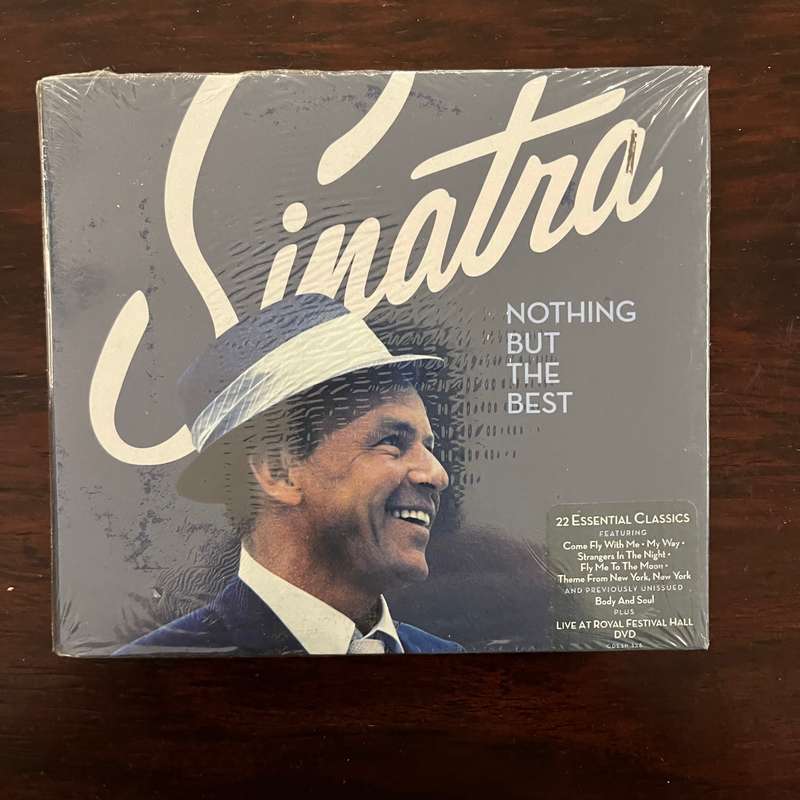 Sinatra
NOTHING
BUT
THE
BEST
22 ESSENTIAL CLASSICS
FEATURING
Come Fly With Me • My Way •
Strangers In The Night •
Fly Me To The Moon •
Theme From New York, New York
AND PREVIOUSLY UNISSUED
Body And Soul
PLUS
LIVE AT ROYAL FESTIVAL HALL
DVD